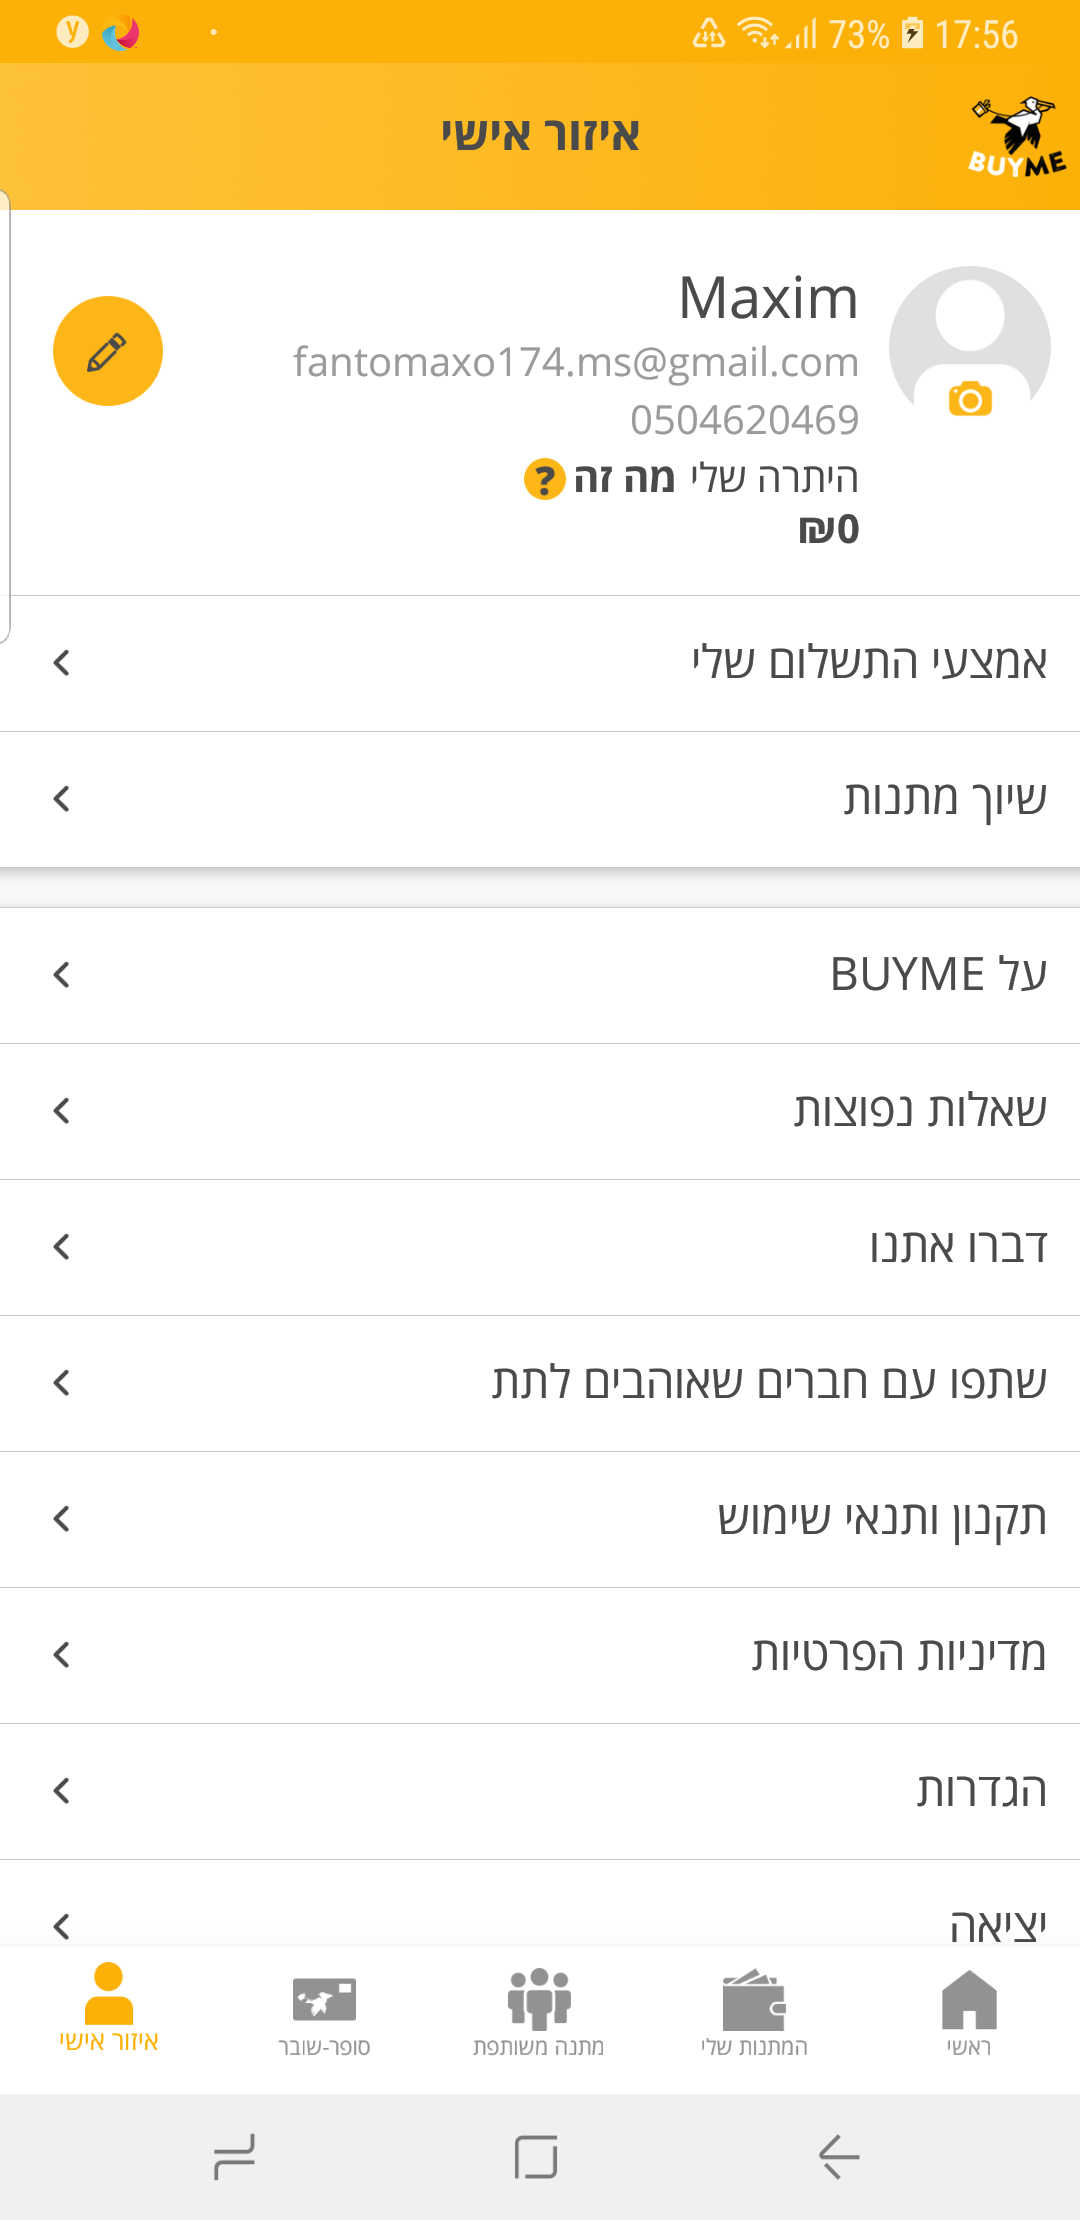 73% 17:56
איזור אישי
BUYME
Maxim
fantomaxo174.ms@gmail.com
0504620469
היתרה שלי מה זה ?
₪0
אמצעי התשלום שלי
שיוך מתנות
על BUYME
שאלות נפוצות
דברו אתנו
שתפו עם חברים שאוהבים לתת
תקנון ותנאי שימוש
מדיניות הפרטיות
הגדרות
יציאה
ראשי
המתנות שלי
מתנה משותפת
סופר-שובר
איזור אישי